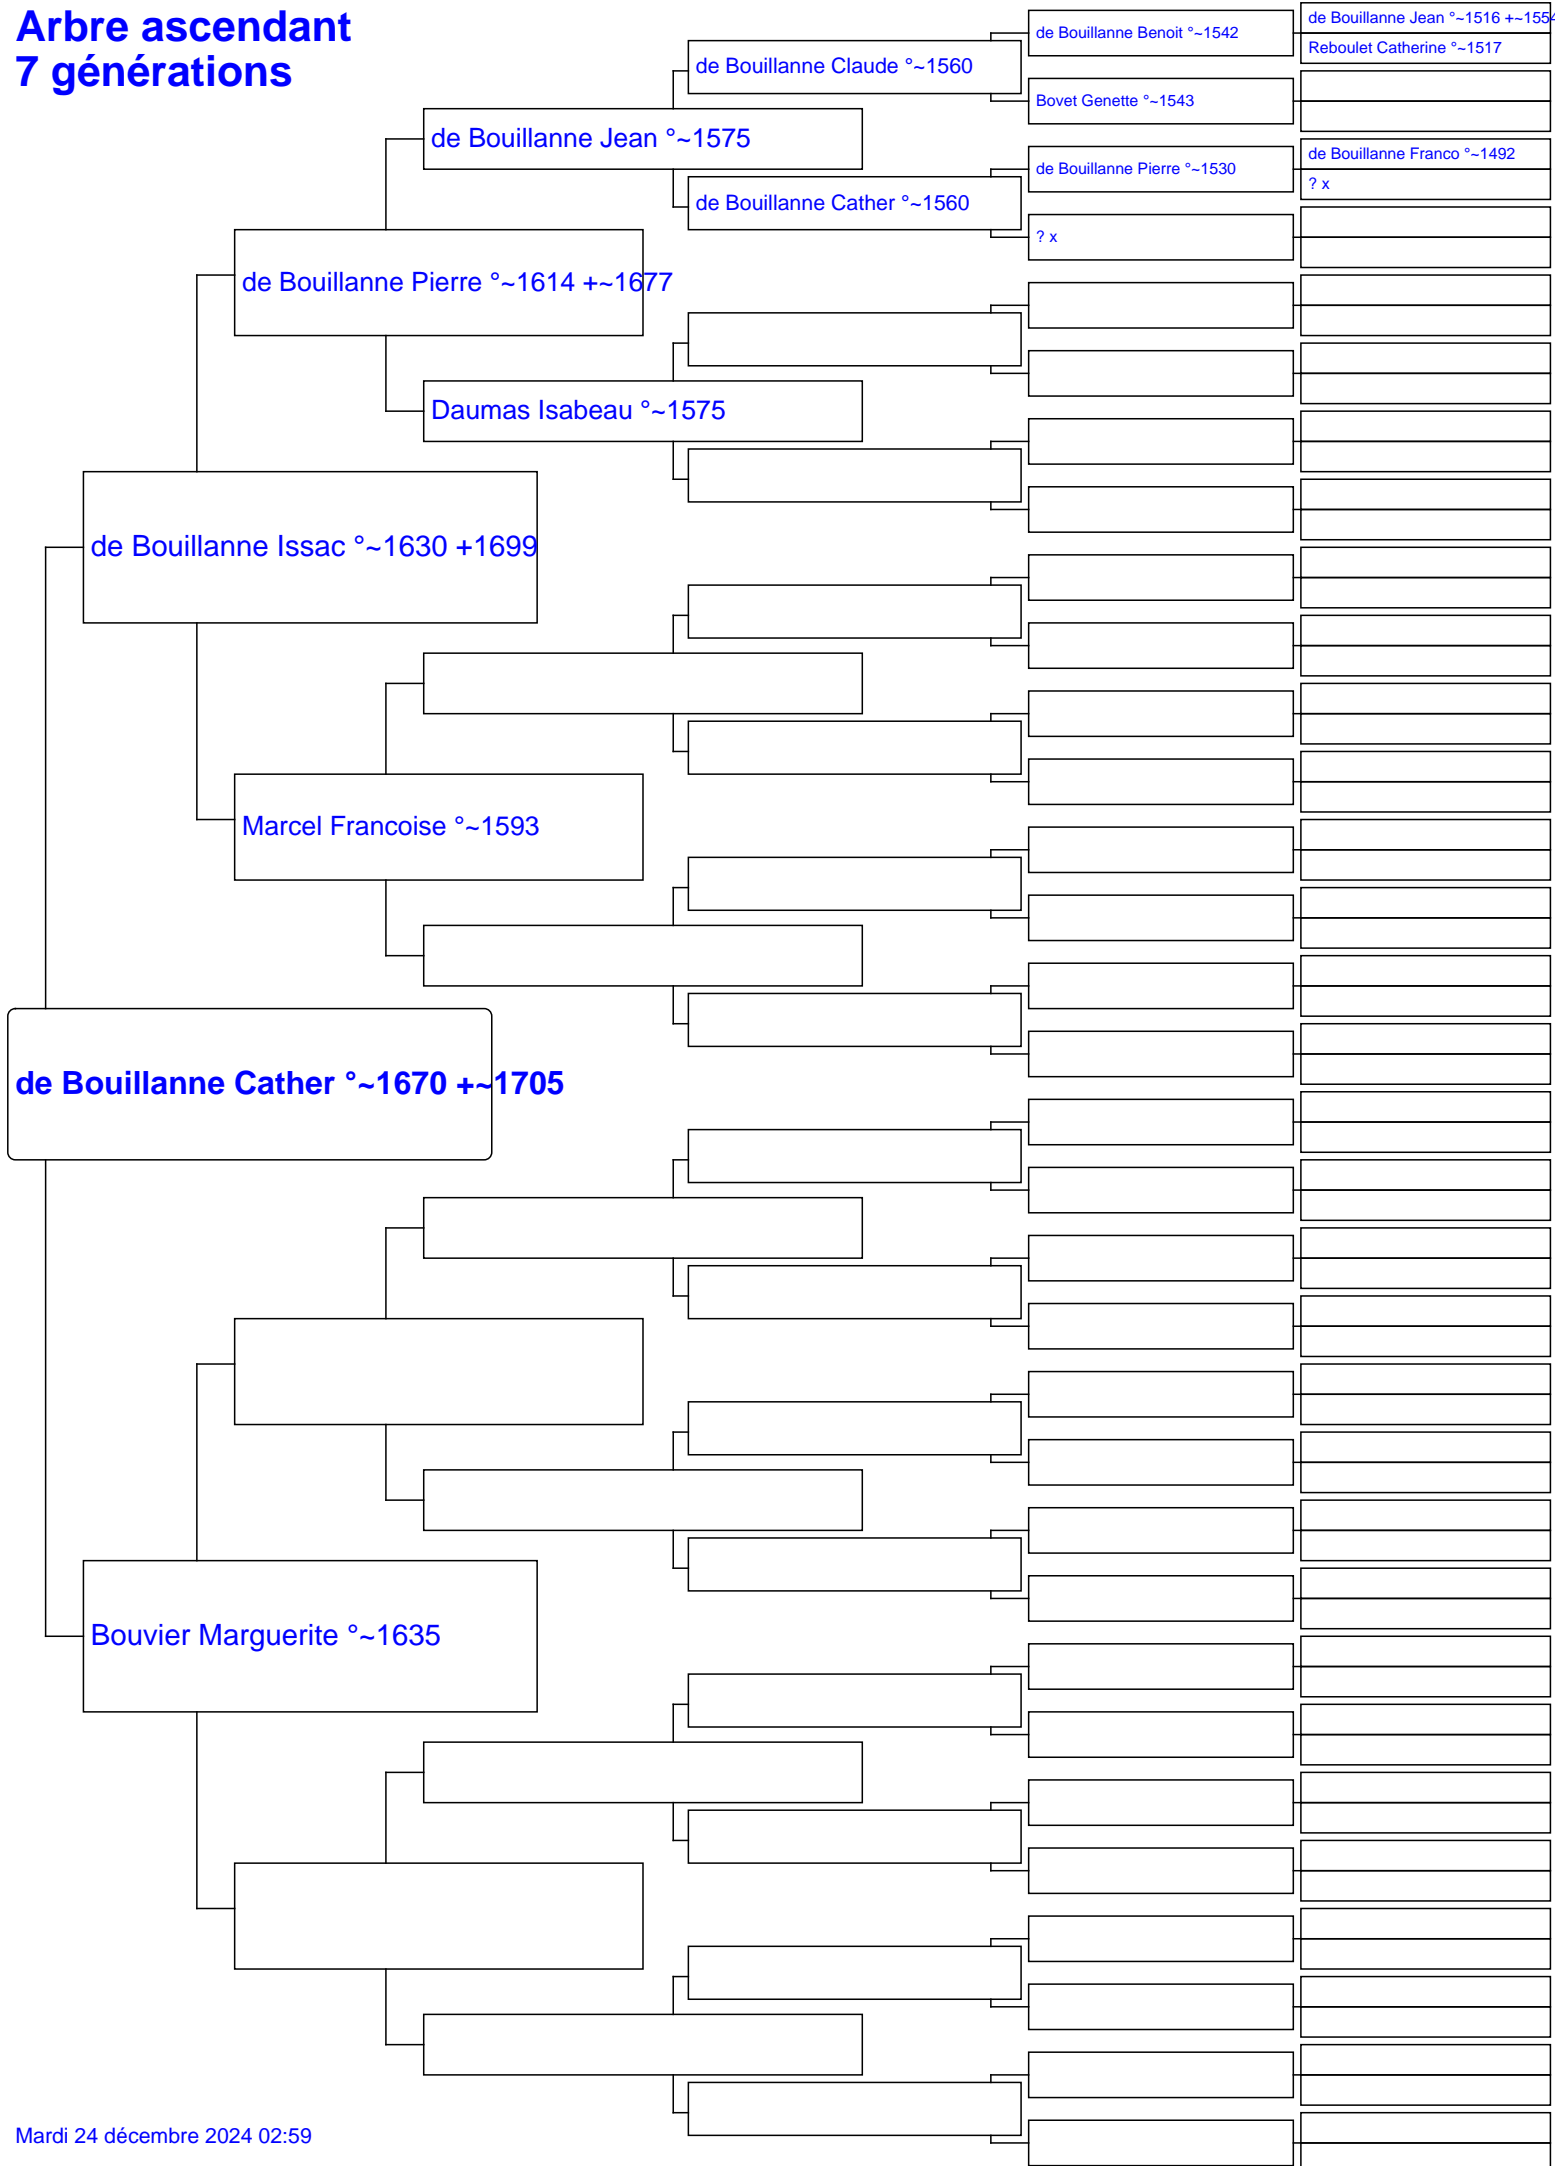 Arbre ascendant
7 générations
de Bouillanne Jean °~1516 +~1554
de Bouillanne Benoit °~1542
Reboulet Catherine °~1517
de Bouillanne Claude °~1560
Bovet Genette °~1543
de Bouillanne Jean °~1575
de Bouillanne Franco °~1492
de Bouillanne Pierre °~1530
? x
de Bouillanne Cather °~1560
? x
de Bouillanne Pierre °~1614 +~1677
Daumas Isabeau °~1575
de Bouillanne Issac °~1630 +1699
Marcel Francoise °~1593
de Bouillanne Cather °~1670 +~1705
Bouvier Marguerite °~1635
Mardi 24 décembre 2024 02:59